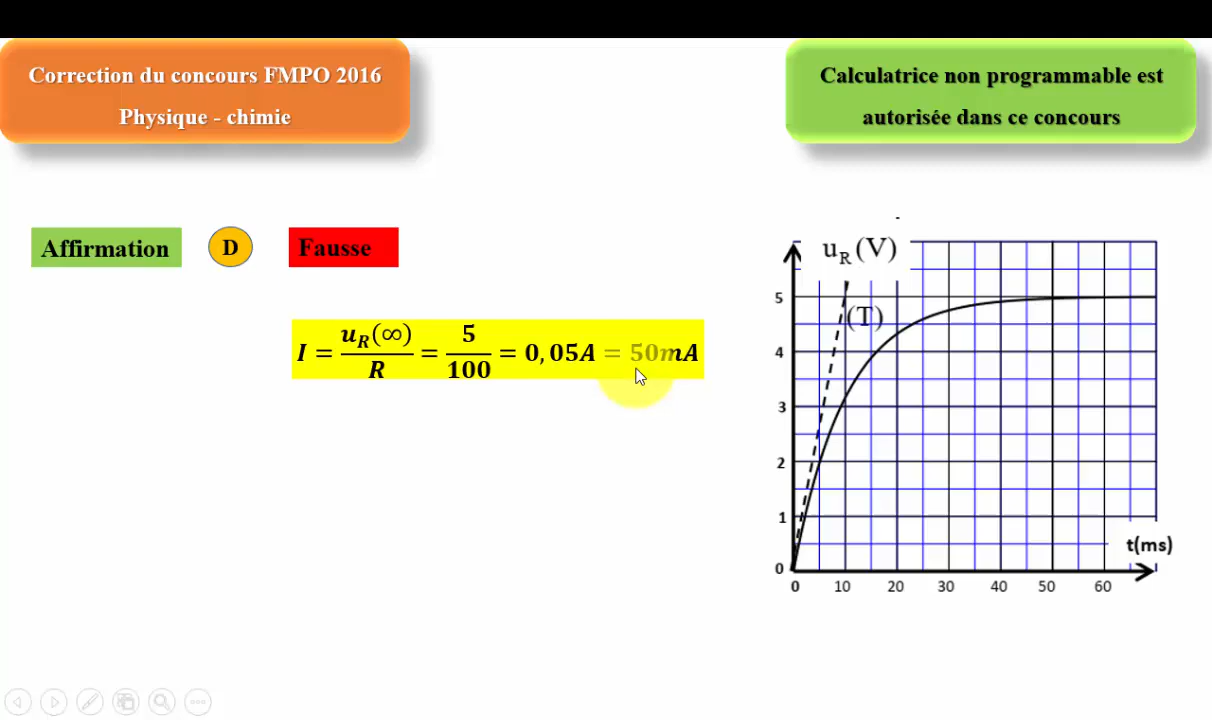 Correction du concours FMPO 2016
Physique - chimie
Calculatrice non programmable est
autorisée dans ce concours
Affirmation D Fausse
I = u_R(∞)/R = 5/100 = 0,05A = 50mA
u_R (V)
(T)
5
4
3
2
1
0
t(ms)
0 10 20 30 40 50 60